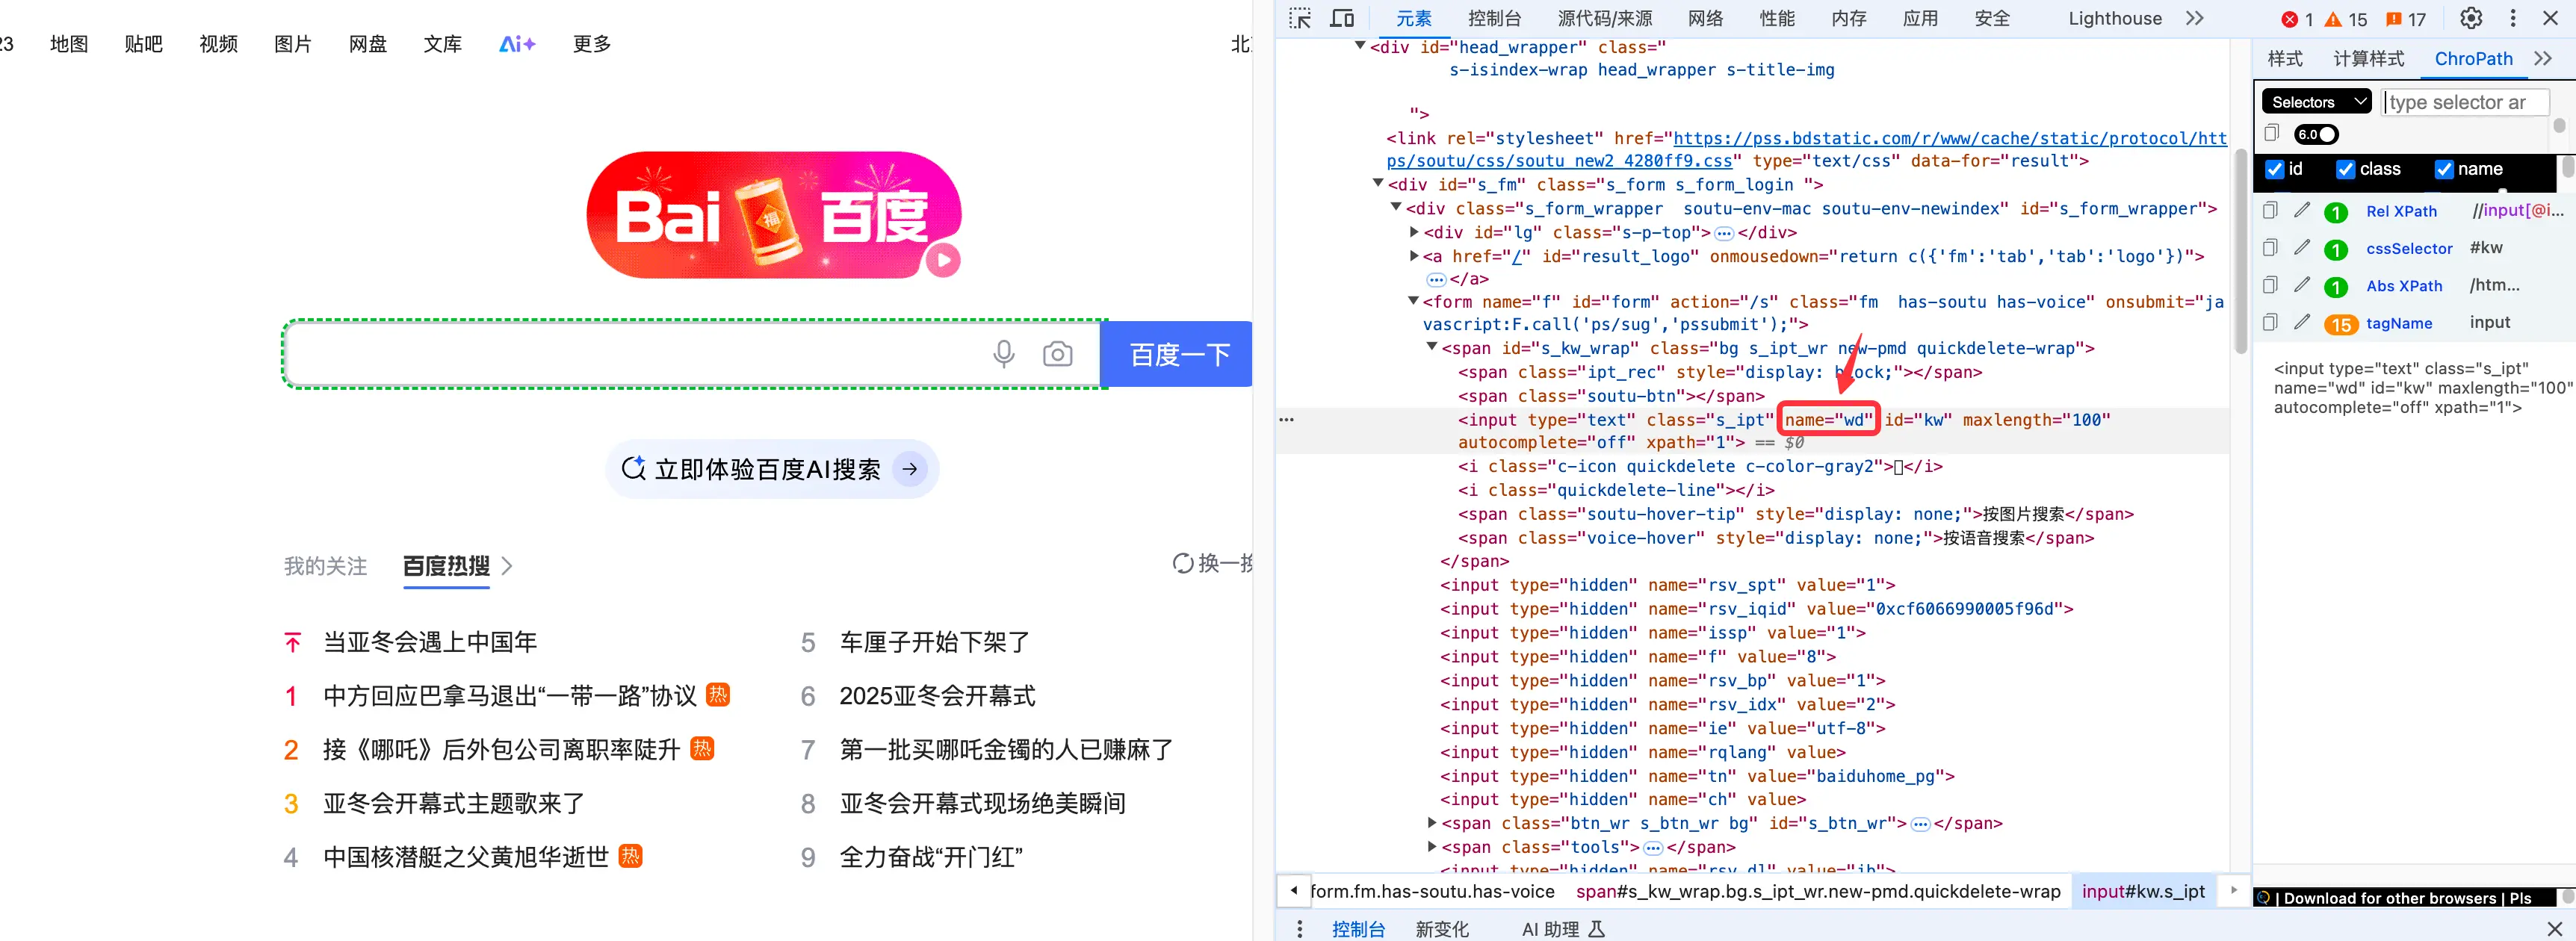 23 地图 贴吧 视频 图片 网盘 文库 Ai+ 更多
Bai 福 百度
百度一下
立即体验百度AI搜索
我的关注 百度热搜
当亚冬会遇上中国年
1 中方回应巴拿马退出“一带一路”协议 热
2 接《哪吒》后外包公司离职率陡升 热
3 亚冬会开幕式主题歌来了
4 中国核潜艇之父黄旭华逝世 热
换一换
5 车厘子开始下架了
6 2025亚冬会开幕式
7 第一批买哪吒金镯的人已赚麻了
8 亚冬会开幕式现场绝美瞬间
9 全力奋战“开门红”
元素 控制台 源代码/来源 网络 性能 内存 应用 安全 Lighthouse 1 15 17
<div id="head_wrapper" class="
s-isindex-wrap head_wrapper s-title-img
">
<link rel="stylesheet" href="https://pss.bdstatic.com/r/www/cache/static/protocol/htt
ps/soutu/css/soutu_new2_4280ff9.css" type="text/css" data-for="result">
<div id="s_fm" class="s_form s_form_login ">
<div class="s_form_wrapper  soutu-env-mac soutu-env-newindex" id="s_form_wrapper">
<div id="lg" class="s-p-top"> … </div>
<a href="/" id="result_logo" onmousedown="return c({'fm':'tab','tab':'logo'})">
… </a>
<form name="f" id="form" action="/s" class="fm  has-soutu has-voice" onsubmit="ja
vascript:F.call('ps/sug','pssubmit');">
<span id="s_kw_wrap" class="bg s_ipt_wr new-pmd quickdelete-wrap">
<span class="ipt_rec" style="display: block;"></span>
<span class="soutu-btn"></span>
<input type="text" class="s_ipt" name="wd" id="kw" maxlength="100"
autocomplete="off" xpath="1"> == $0
<i class="c-icon quickdelete c-color-gray2"></i>
<i class="quickdelete-line"></i>
<span class="soutu-hover-tip" style="display: none;">按图片搜索</span>
<span class="voice-hover" style="display: none;">按语音搜索</span>
</span>
<input type="hidden" name="rsv_spt" value="1">
<input type="hidden" name="rsv_iqid" value="0xcf6066990005f96d">
<input type="hidden" name="issp" value="1">
<input type="hidden" name="f" value="8">
<input type="hidden" name="rsv_bp" value="1">
<input type="hidden" name="rsv_idx" value="2">
<input type="hidden" name="ie" value="utf-8">
<input type="hidden" name="rqlang" value>
<input type="hidden" name="tn" value="baiduhome_pg">
<input type="hidden" name="ch" value>
<span class="btn_wr s_btn_wr bg" id="s_btn_wr"> … </span>
<span class="tools"> … </span>
<input type="hidden" name="rsv_dl" value="ib">
form.fm.has-soutu.has-voice span#s_kw_wrap.bg.s_ipt_wr.new-pmd.quickdelete-wrap input#kw.s_ipt
控制台 新变化 AI 助理
样式 计算样式 ChroPath
Selectors type selector ar
6.0
id class name
1 Rel XPath //input[@i...
1 cssSelector #kw
1 Abs XPath /htm...
15 tagName input
<input type="text" class="s_ipt"
name="wd" id="kw" maxlength="100"
autocomplete="off" xpath="1">
| Download for other browsers | Pls